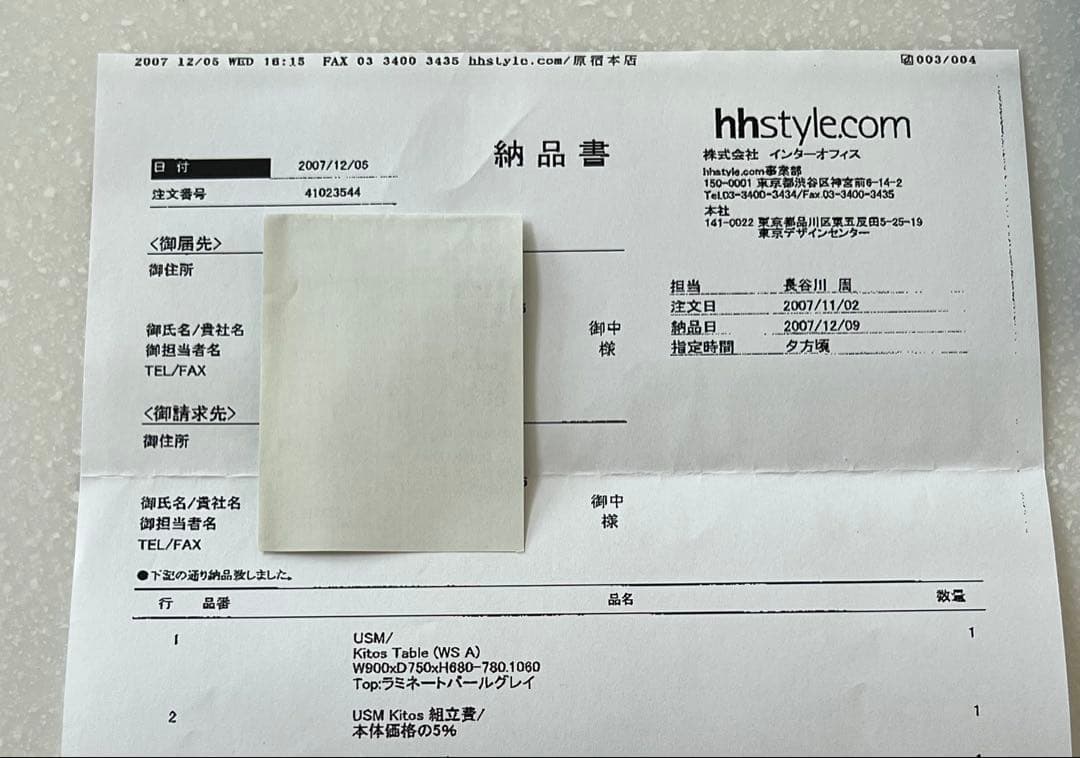 2007 12/05 WED 16:15 FAX 03 3400 3435 hhstyle.com/原宿本店 003/004
hhstyle.com
納品書
株式会社 インターオフィス
hhstyle.com事業部
150-0001 東京都渋谷区神宮前6-14-2
Tel.03-3400-3434/Fax.03-3400-3435
本社
141-0022 東京都品川区東五反田5-25-19
東京デザインセンター
日付 2007/12/05
注文番号 41023544
<御届先>
御住所
御氏名/貴社名 御中
御担当者名 様
TEL/FAX
担当 長谷川 周
注文日 2007/11/02
納品日 2007/12/09
指定時間 夕方頃
<御請求先>
御住所
御氏名/貴社名 御中
御担当者名 様
TEL/FAX
●下記の通り納品致しました。
行 品番 品名 数量
1 USM/ 1
Kitos Table (WS A)
W900xD750xH680-780.1060
Top:ラミネートパールグレイ
2 USM Kitos 組立費/ 1
本体価格の5%